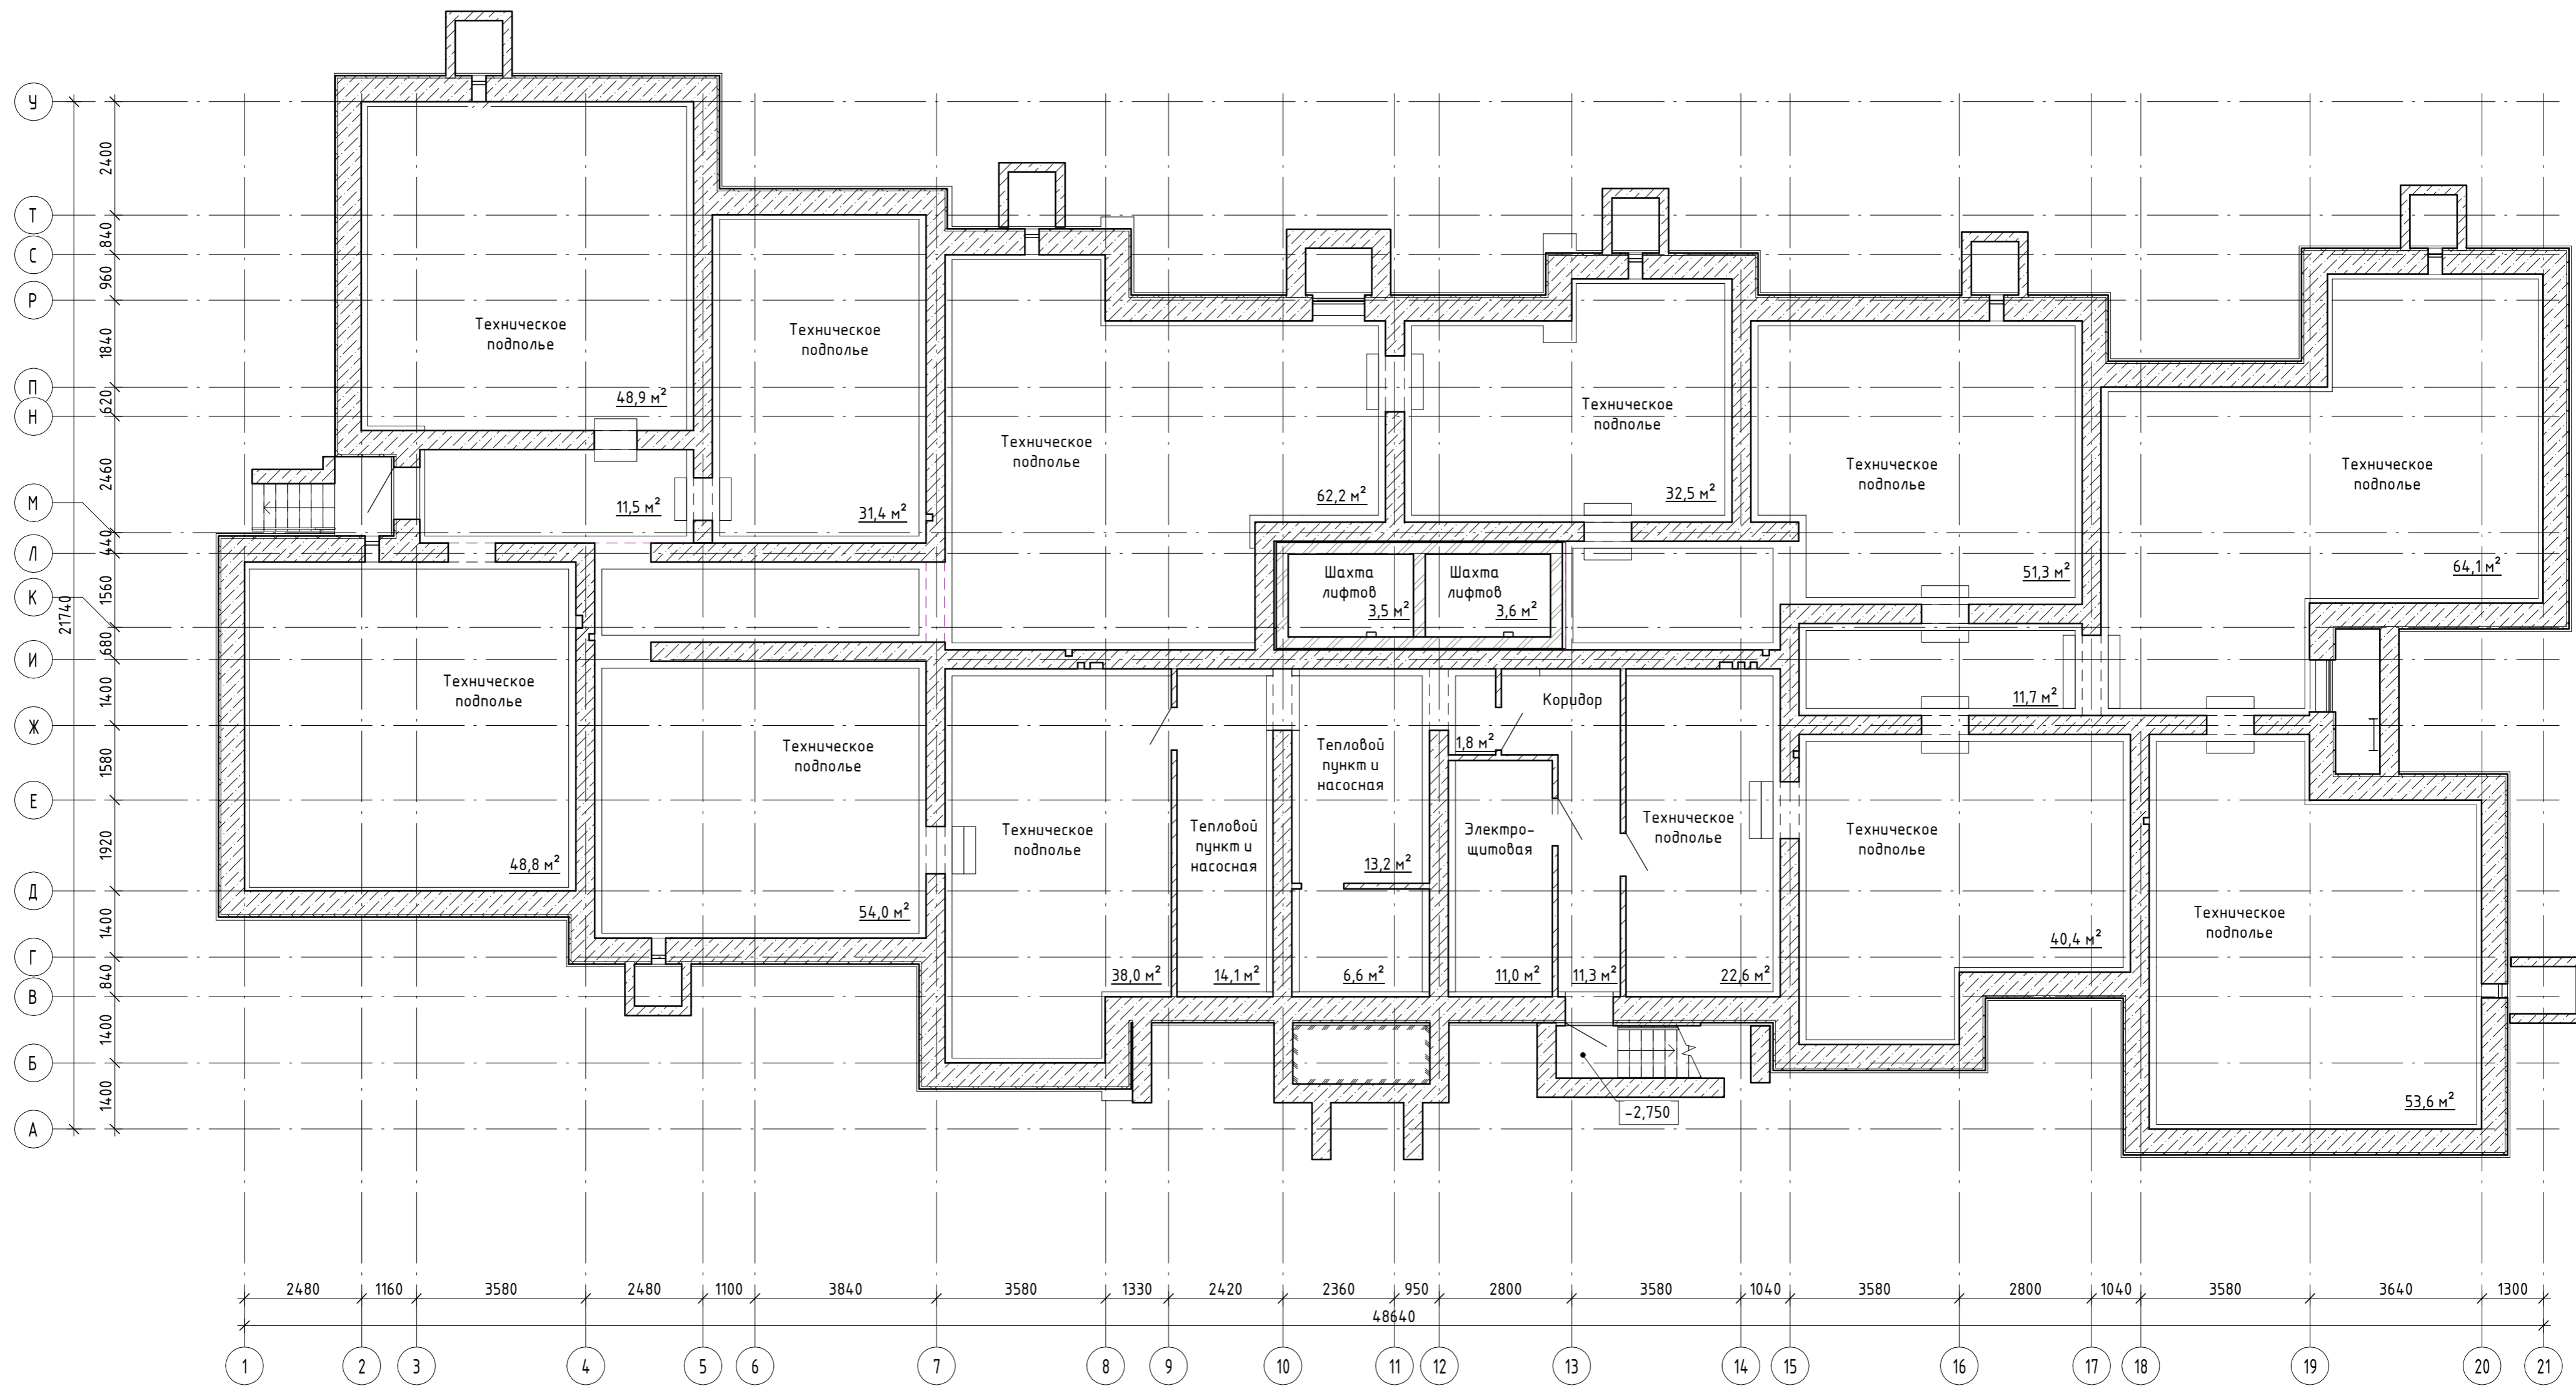 У
Т
С
Р
П
Н
М
Л
К
И
Ж
Е
Д
Г
В
Б
А
2400
840
960
1840
620
2460
440
1560
680
1400
1580
1920
1400
840
1400
1400
21740
Техническое
подполье
48,9 м²
Техническое
подполье
31,4 м²
11,5 м²
Техническое
подполье
62,2 м²
Техническое
подполье
32,5 м²
Техническое
подполье
51,3 м²
Техническое
подполье
64,1 м²
Шахта
лифтов
3,5 м²
Шахта
лифтов
3,6 м²
Техническое
подполье
48,8 м²
Техническое
подполье
54,0 м²
Техническое
подполье
38,0 м²
Тепловой
пункт и
насосная
14,1 м²
Тепловой
пункт и
насосная
13,2 м²
6,6 м²
Коридор
1,8 м²
Электро-
щитовая
11,0 м²
11,3 м²
Техническое
подполье
22,6 м²
11,7 м²
Техническое
подполье
40,4 м²
Техническое
подполье
53,6 м²
-2,750
2480 1160 3580 2480 1100 3840 3580 1330 2420 2360 950 2800 3580 1040 3580 2800 1040 3580 3640 1300
48640
1 2 3 4 5 6 7 8 9 10 11 12 13 14 15 16 17 18 19 20 21